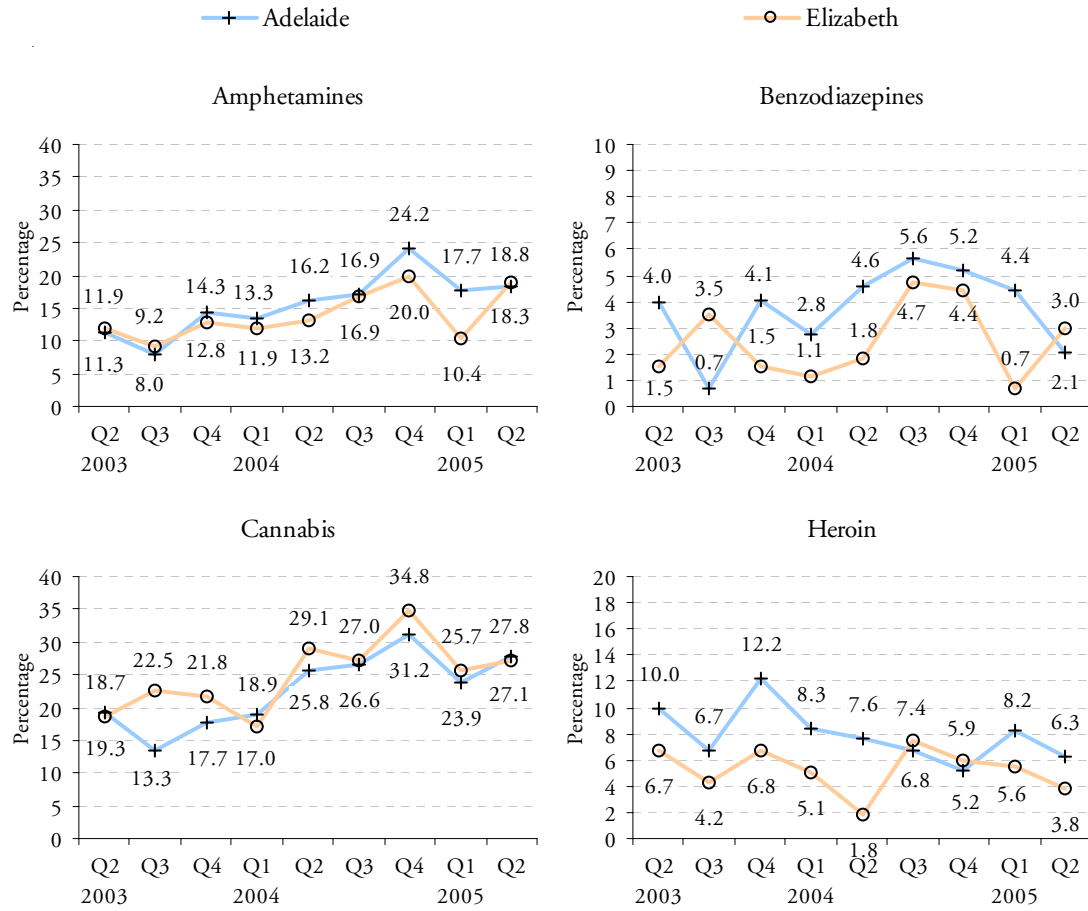 Adelaide Elizabeth
Amphetamines
Percentage
40
35
30
25
20
15
10
5
0
11.9 9.2 14.3 13.3 16.2 16.9 24.2 17.7 18.8
11.3 8.0 12.8 11.9 13.2 16.9 20.0 10.4 18.3
Q2 Q3 Q4 Q1 Q2 Q3 Q4 Q1 Q2
2003 2004 2005
Benzodiazepines
Percentage
10
9
8
7
6
5
4
3
2
1
0
4.0 3.5 4.1 2.8 4.6 5.6 5.2 4.4 3.0
1.5 0.7 1.5 1.1 1.8 4.7 4.4 0.7 2.1
Q2 Q3 Q4 Q1 Q2 Q3 Q4 Q1 Q2
2003 2004 2005
Cannabis
Percentage
40
35
30
25
20
15
10
5
0
18.7 22.5 21.8 18.9 29.1 27.0 34.8 25.7 27.8
19.3 13.3 17.7 17.0 25.8 26.6 31.2 23.9 27.1
Q2 Q3 Q4 Q1 Q2 Q3 Q4 Q1 Q2
2003 2004 2005
Heroin
Percentage
20
18
16
14
12
10
8
6
4
2
0
10.0 6.7 12.2 8.3 7.6 7.4 5.9 8.2 6.3
6.7 4.2 6.8 5.1 1.8 6.8 5.2 5.6 3.8
Q2 Q3 Q4 Q1 Q2 Q3 Q4 Q1 Q2
2003 2004 2005